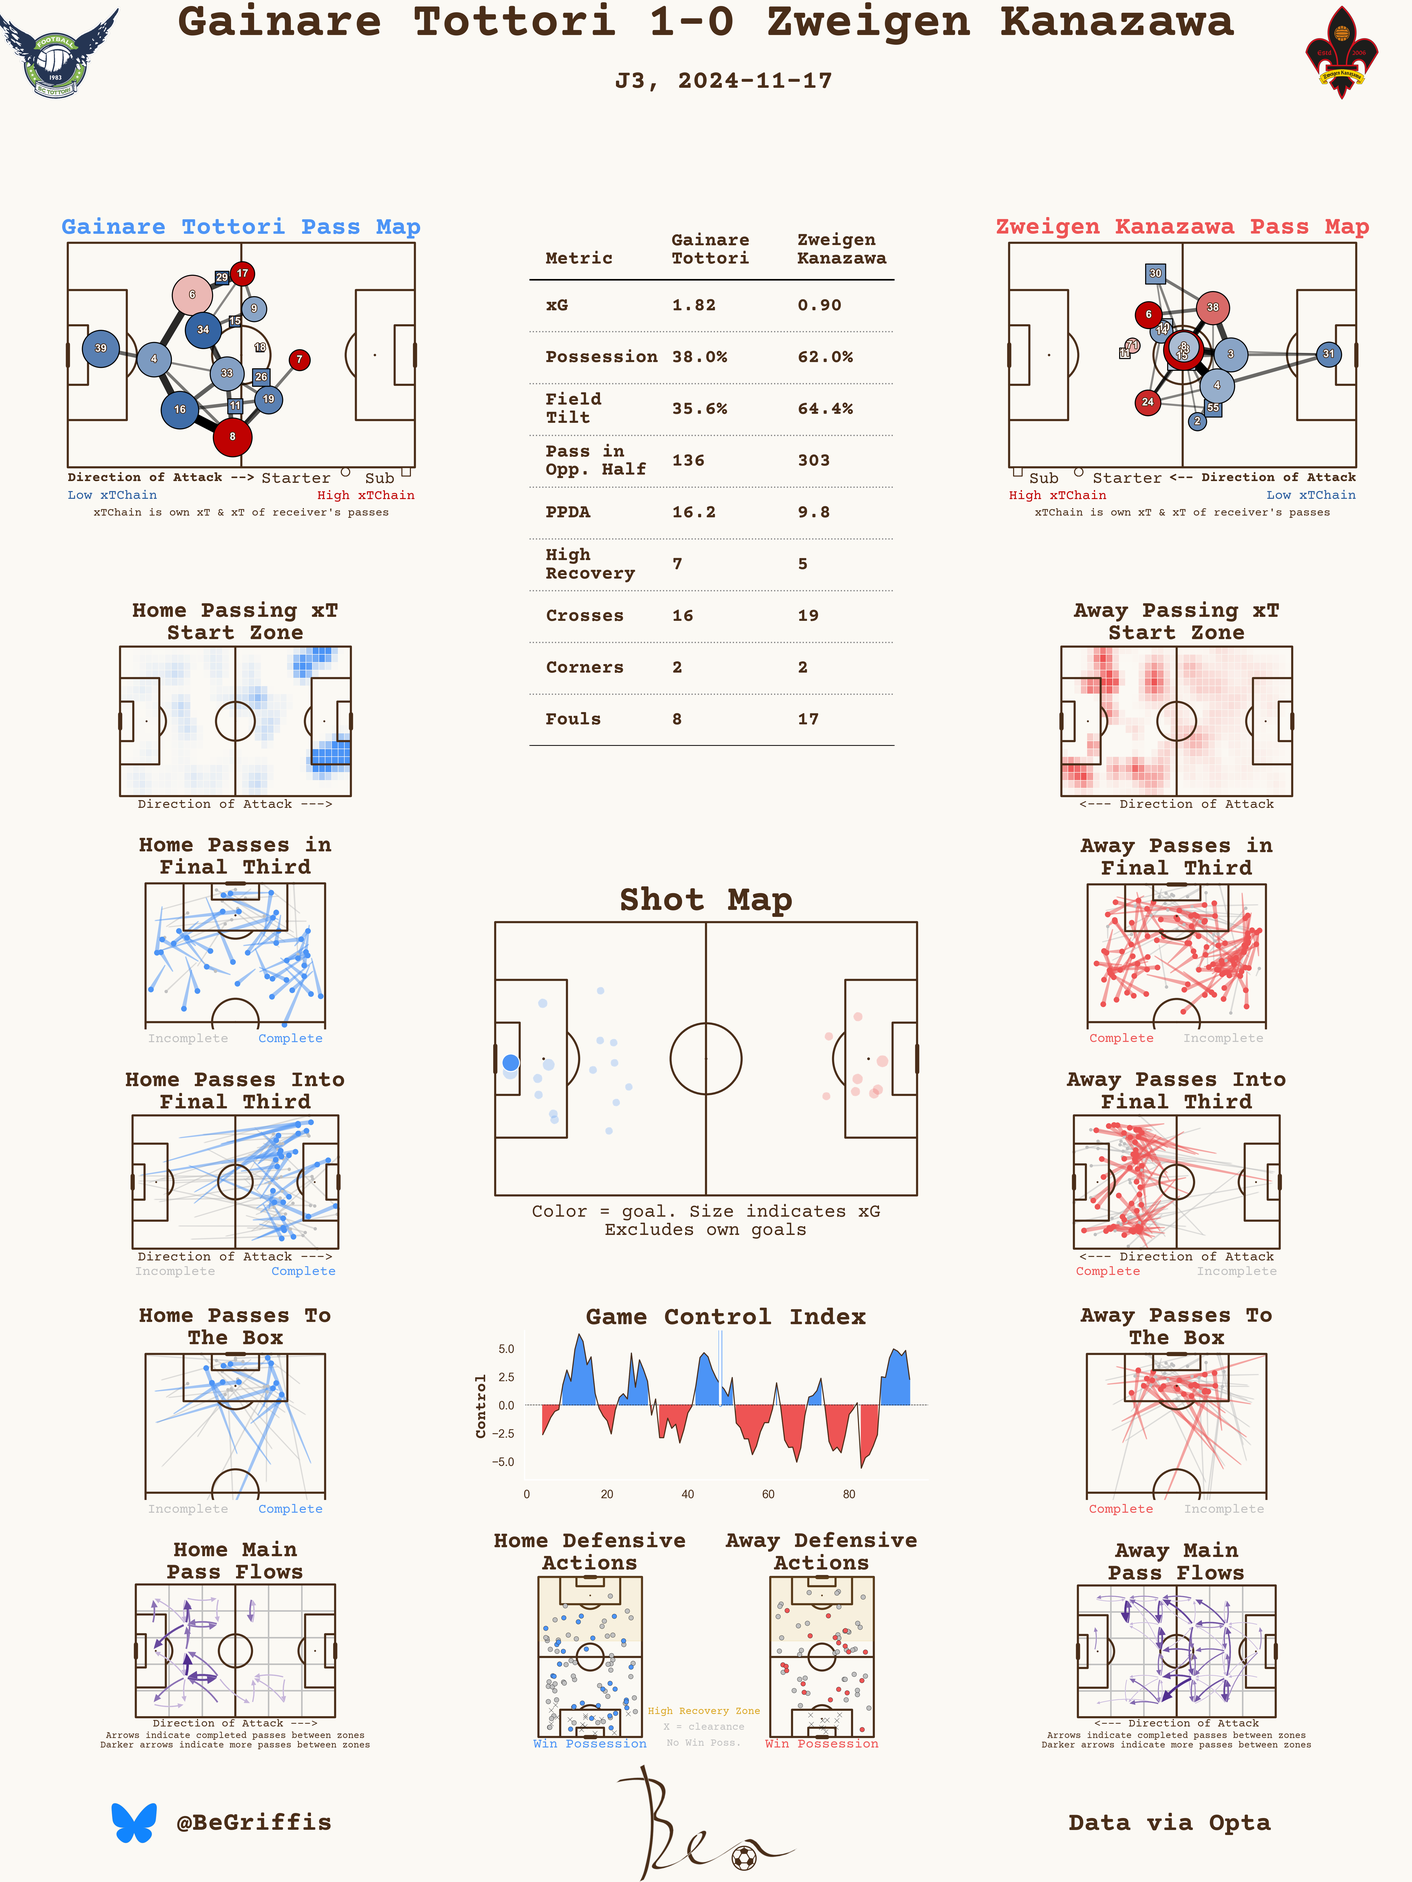 Gainare Tottori 1-0 Zweigen Kanazawa
J3, 2024-11-17
FOOTBALL
1983
SC TOTTORI
Estd 2004
Zweigen Kanazawa
Gainare Tottori Pass Map
29
17
6
9
15
34
18
39
4
7
33
26
19
16
11
8
Direction of Attack --> Starter Sub
Low xTChain High xTChain
xTChain is own xT & xT of receiver's passes
Metric Gainare Tottori Zweigen Kanazawa
xG 1.82 0.90
Possession 38.0% 62.0%
Field Tilt 35.6% 64.4%
Pass in Opp. Half 136 303
PPDA 16.2 9.8
High Recovery 7 5
Crosses 16 19
Corners 2 2
Fouls 8 17
Zweigen Kanazawa Pass Map
30
6
38
14
11
8
3
31
4
24
55
2
Sub Starter <-- Direction of Attack
High xTChain Low xTChain
xTChain is own xT & xT of receiver's passes
Home Passing xT
Start Zone
Direction of Attack --->
Away Passing xT
Start Zone
<--- Direction of Attack
Home Passes in
Final Third
Incomplete Complete
Away Passes in
Final Third
Complete Incomplete
Shot Map
Color = goal. Size indicates xG
Excludes own goals
Home Passes Into
Final Third
Direction of Attack --->
Incomplete Complete
Away Passes Into
Final Third
<--- Direction of Attack
Complete Incomplete
Home Passes To
The Box
Incomplete Complete
Game Control Index
Control
5.0
2.5
0.0
−2.5
−5.0
0 20 40 60 80
Away Passes To
The Box
Complete Incomplete
Home Main
Pass Flows
Direction of Attack --->
Arrows indicate completed passes between zones
Darker arrows indicate more passes between zones
Home Defensive
Actions
Win Possession
Away Defensive
Actions
Win Possession
High Recovery Zone
X = clearance
No Win Poss.
Away Main
Pass Flows
<--- Direction of Attack
Arrows indicate completed passes between zones
Darker arrows indicate more passes between zones
@BeGriffis
Ben
Data via Opta